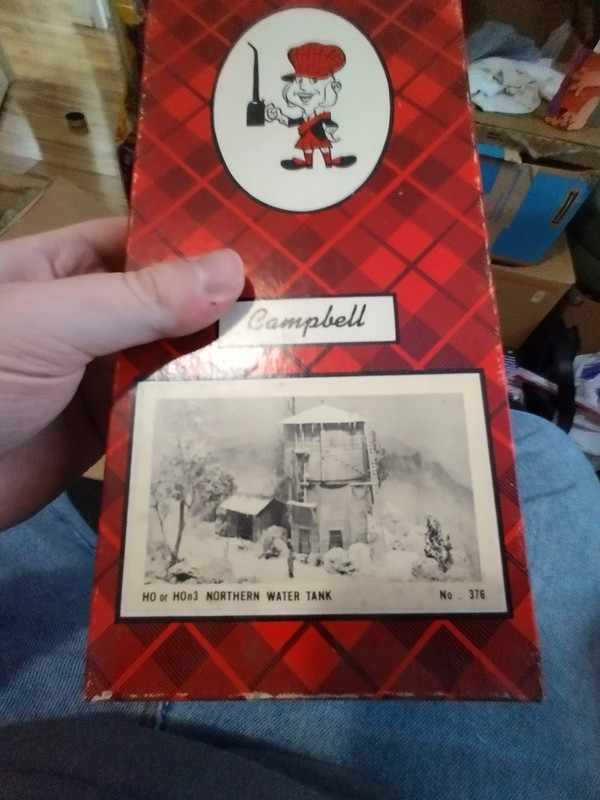 Campbell
HO or HOn3 NORTHERN WATER TANK No. 376